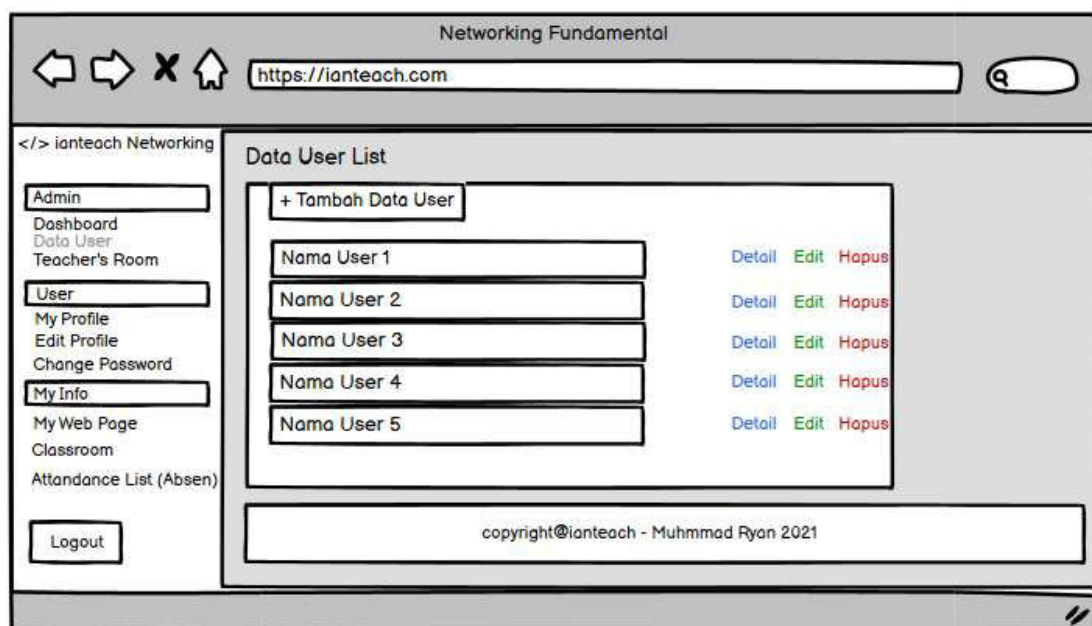 Networking Fundamental
https://ianteach.com
</> ianteach Networking
Admin
Dashboard
Data User
Teacher's Room
User
My Profile
Edit Profile
Change Password
My Info
My Web Page
Classroom
Attandance List (Absen)
Logout
Data User List
+ Tambah Data User
Nama User 1 Detail Edit Hapus
Nama User 2 Detail Edit Hapus
Nama User 3 Detail Edit Hapus
Nama User 4 Detail Edit Hapus
Nama User 5 Detail Edit Hapus
copyright@ianteach - Muhmmad Ryan 2021